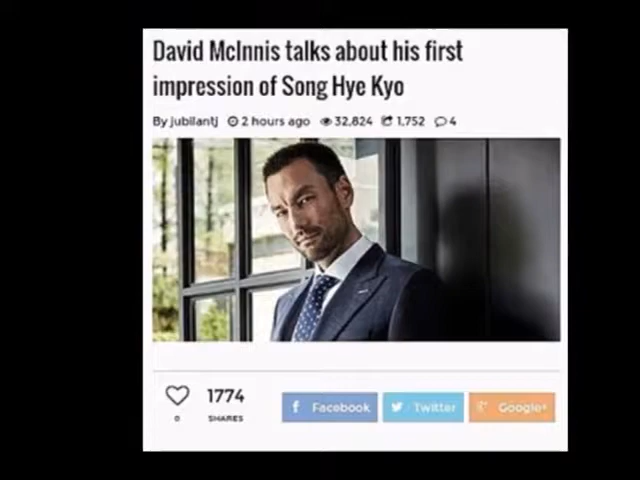 David McInnis talks about his first
impression of Song Hye Kyo
By jubilantj 2 hours ago 32,824 1,752 4
1774
0 SHARES
f Facebook Twitter g+ Google+